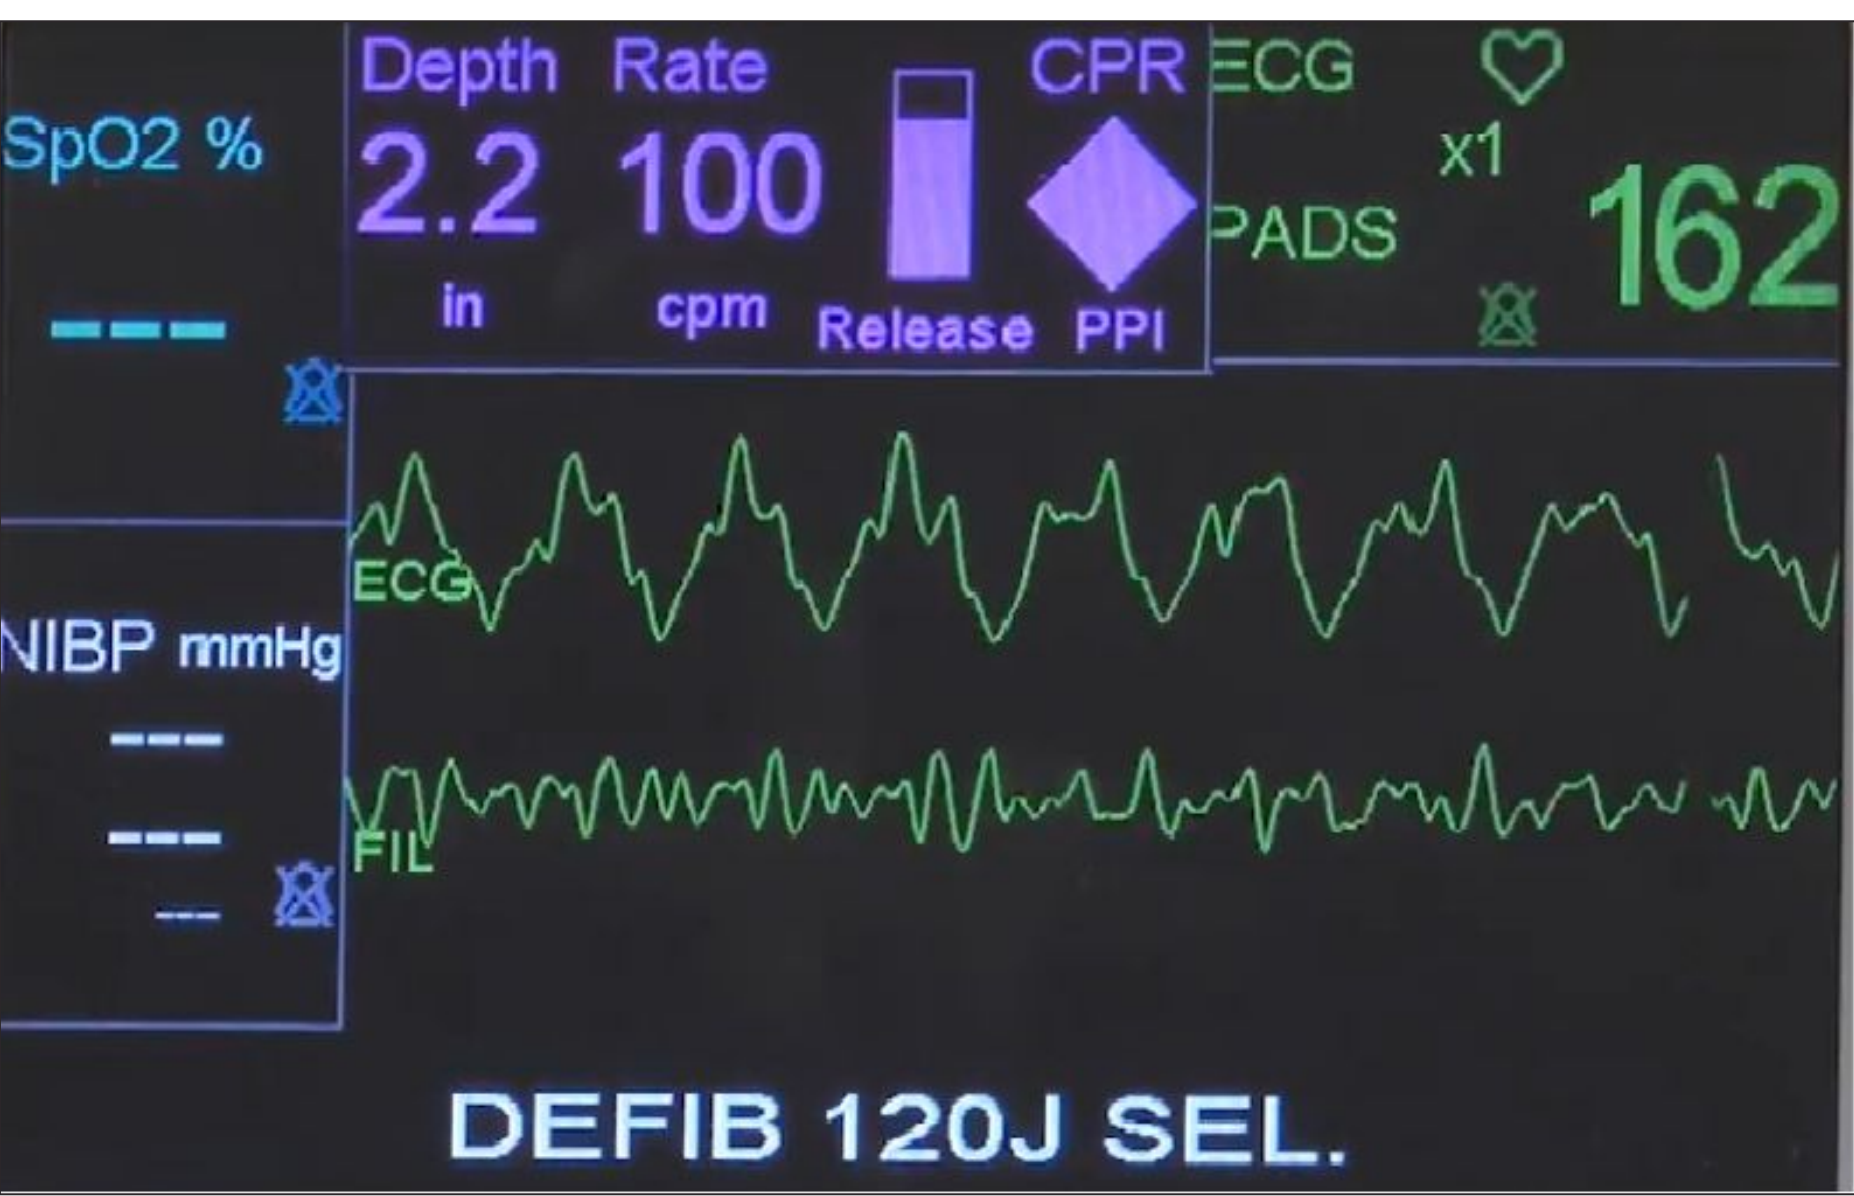 SpO2 %
---
NIBP mmHg
---
---
---
Depth Rate CPR
2.2 100
in cpm Release PPI
ECG
x1
PADS
162
ECG
FIL
DEFIB 120J SEL.